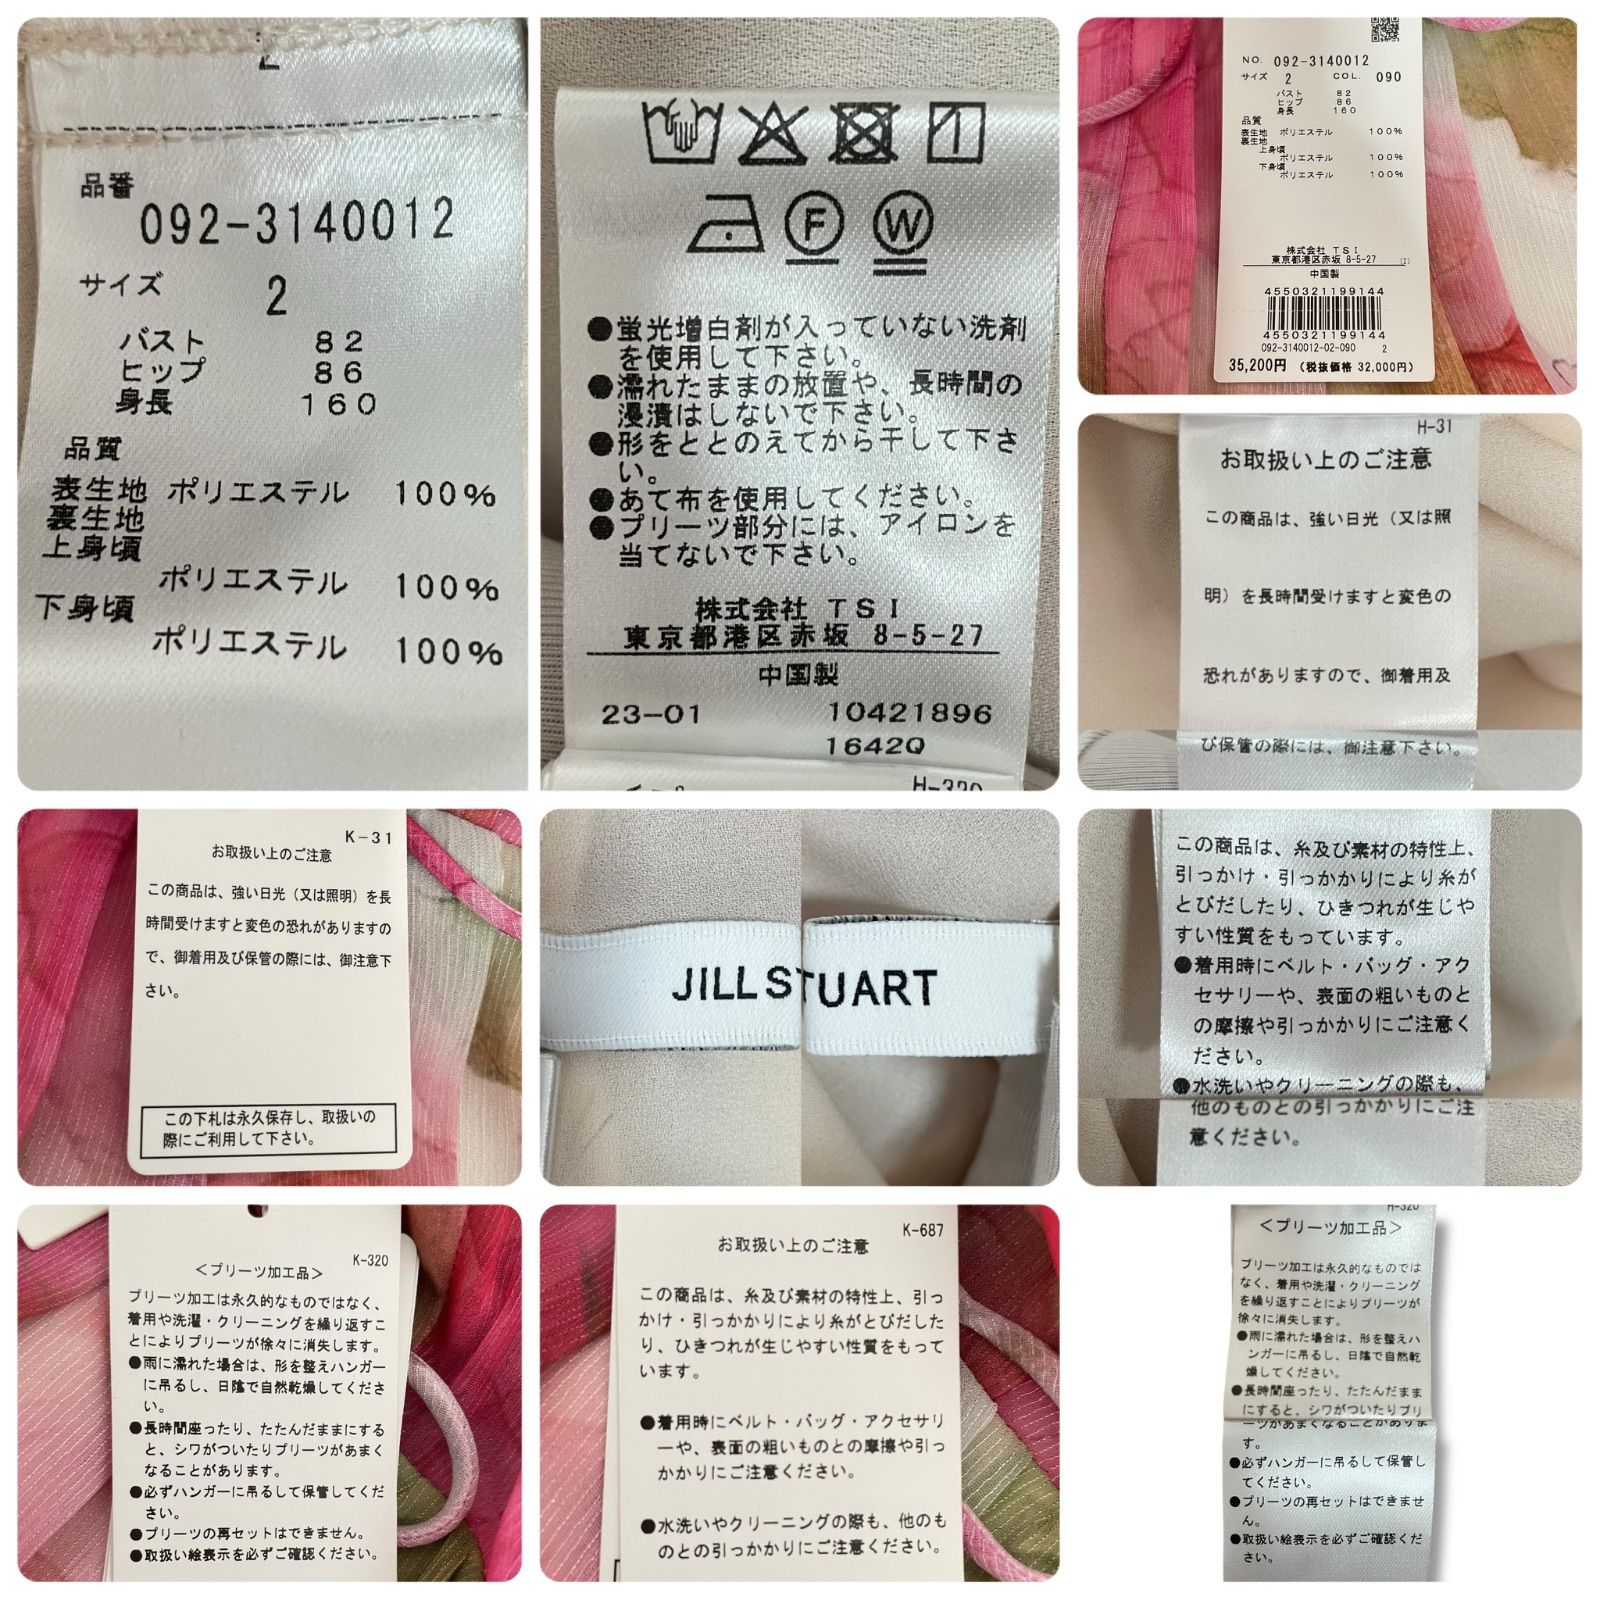 品番
092-3140012
サイズ 2
バスト 82
ヒップ 86
身長 160
品質
表生地 ポリエステル 100%
裏生地
上身頃
ポリエステル 100%
下身頃
ポリエステル 100%
●蛍光増白剤が入っていない洗剤
を使用して下さい。
●濡れたままの放置や、長時間の
浸漬はしないで下さい。
●形をととのえてから干して下さ
い。
●あて布を使用してください。
●プリーツ部分には、アイロンを
当てないで下さい。
株式会社 TSI
東京都港区赤坂 8-5-27
中国製
23-01 10421896
1642Q
H-320
NO. 092-3140012
サイズ 2 COL. 090
バスト 82
ヒップ 86
身長 160
品質
表生地 ポリエステル 100%
裏生地
上身頃
ポリエステル 100%
下身頃
ポリエステル 100%
株式会社 TSI
東京都港区赤坂 8-5-27 (2)
中国製
4550321199144
4550321199144
092-3140012-02-090 2
35,200円 (税抜価格 32,000円)
H-31
お取扱い上のご注意
この商品は、強い日光（又は照
明）を長時間受けますと変色の
恐れがありますので、御着用及
び保管の際には、御注意下さい。
K-31
お取扱い上のご注意
この商品は、強い日光（又は照明）を長
時間受けますと変色の恐れがありますの
で、御着用及び保管の際には、御注意下
さい。
この下札は永久保存し、取扱いの
際にご利用して下さい。
JILL STUART
この商品は、糸及び素材の特性上、
引っかけ・引っかかりにより糸が
とびだしたり、ひきつれが生じや
すい性質をもっています。
●着用時にベルト・バッグ・アク
セサリーや、表面の粗いものと
の摩擦や引っかかりにご注意く
ださい。
●水洗いやクリーニングの際も、
他のものとの引っかかりにご注
意ください。
K-320
＜プリーツ加工品＞
プリーツ加工は永久的なものではなく、
着用や洗濯・クリーニングを繰り返すこ
とによりプリーツが徐々に消失します。
●雨に濡れた場合は、形を整えハンガー
に吊るし、日陰で自然乾燥してくださ
い。
●長時間座ったり、たたんだままにする
と、シワがついたりプリーツがあまく
なることがあります。
●必ずハンガーに吊るして保管してくだ
さい。
●プリーツの再セットはできません。
●取扱い絵表示を必ずご確認ください。
K-687
お取扱い上のご注意
この商品は、糸及び素材の特性上、引っ
かけ・引っかかりにより糸がとびだした
り、ひきつれが生じやすい性質をもって
います。
●着用時にベルト・バッグ・アクセサリ
ーや、表面の粗いものとの摩擦や引っ
かかりにご注意ください。
●水洗いやクリーニングの際も、他のも
のとの引っかかりにご注意ください。
H-320
＜プリーツ加工品＞
プリーツ加工は永久的なものでは
なく、着用や洗濯・クリーニング
を繰り返すことによりプリーツが
徐々に消失します。
●雨に濡れた場合は、形を整えハ
ンガーに吊るし、日陰で自然乾
燥してください。
●長時間座ったり、たたんだまま
にすると、シワがついたりプリ
ーツがあまくなることがありま
す。
●必ずハンガーに吊るして保管し
てください。
●プリーツの再セットはできませ
ん。
●取扱い絵表示を必ずご確認くだ
さい。